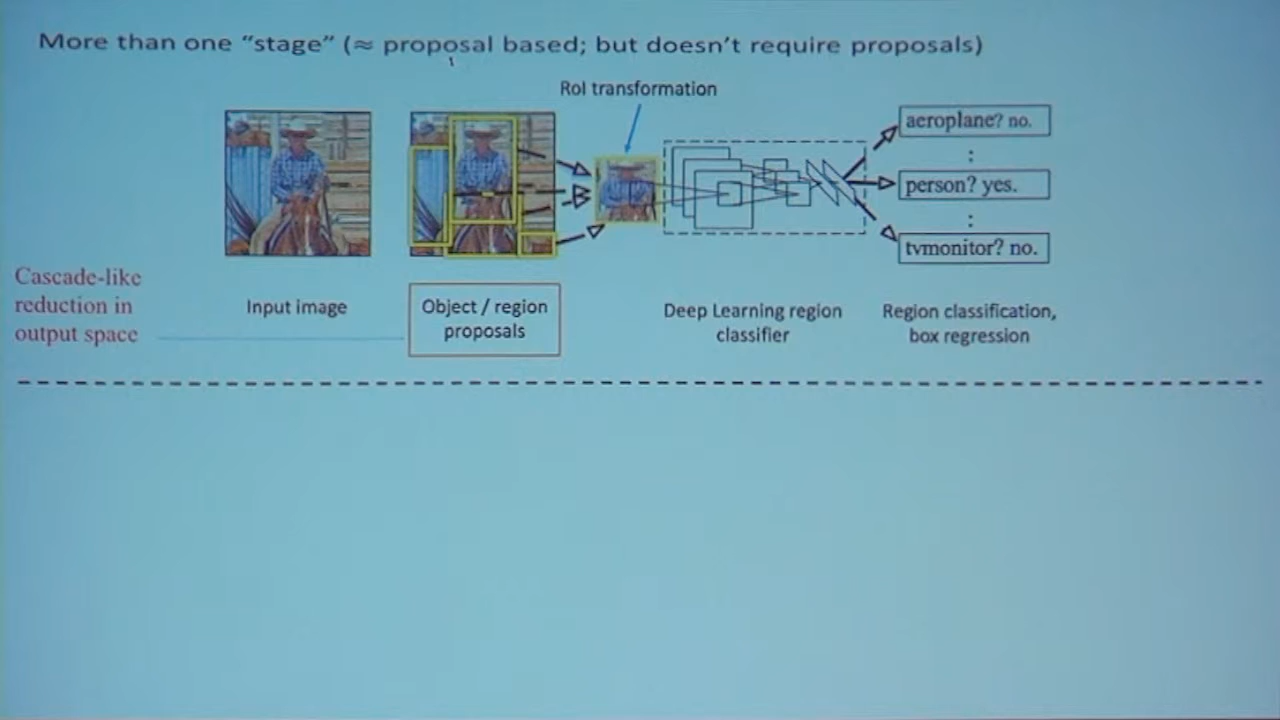 More than one “stage” (≈ proposal based; but doesn’t require proposals)
RoI transformation
aeroplane? no.
:
person? yes.
:
tvmonitor? no.
Cascade-like
reduction in
output space
Input image
Object / region
proposals
Deep Learning region
classifier
Region classification,
box regression